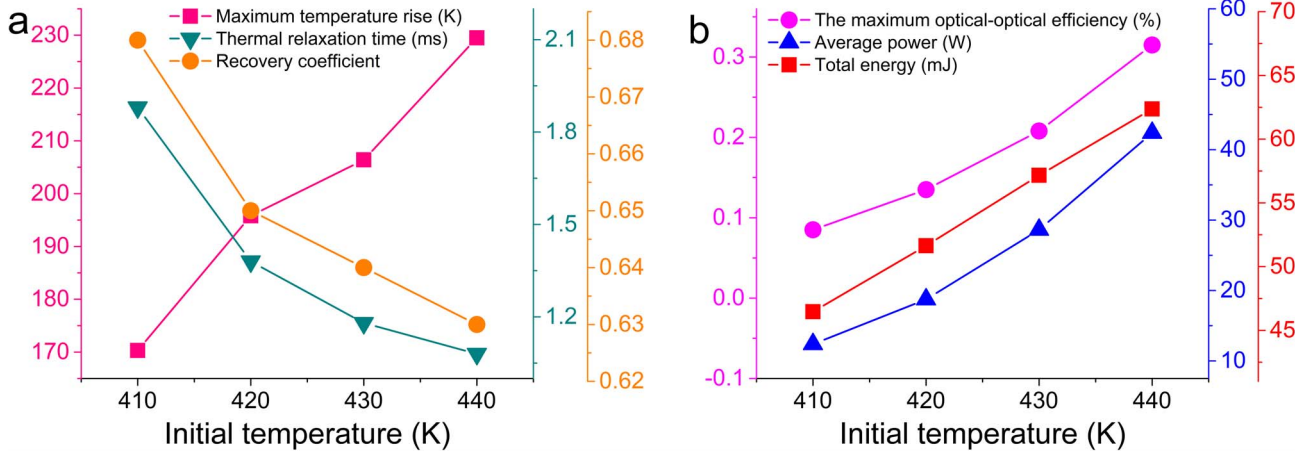 a
Maximum temperature rise (K)
Thermal relaxation time (ms)
Recovery coefficient
230
220
210
200
190
180
170
2.1
1.8
1.5
1.2
0.68
0.67
0.66
0.65
0.64
0.63
0.62
410 420 430 440
Initial temperature (K)
b
The maximum optical-optical efficiency (%)
Average power (W)
Total energy (mJ)
0.3
0.2
0.1
0.0
-0.1
60
50
40
30
20
10
70
65
60
55
50
45
410 420 430 440
Initial temperature (K)